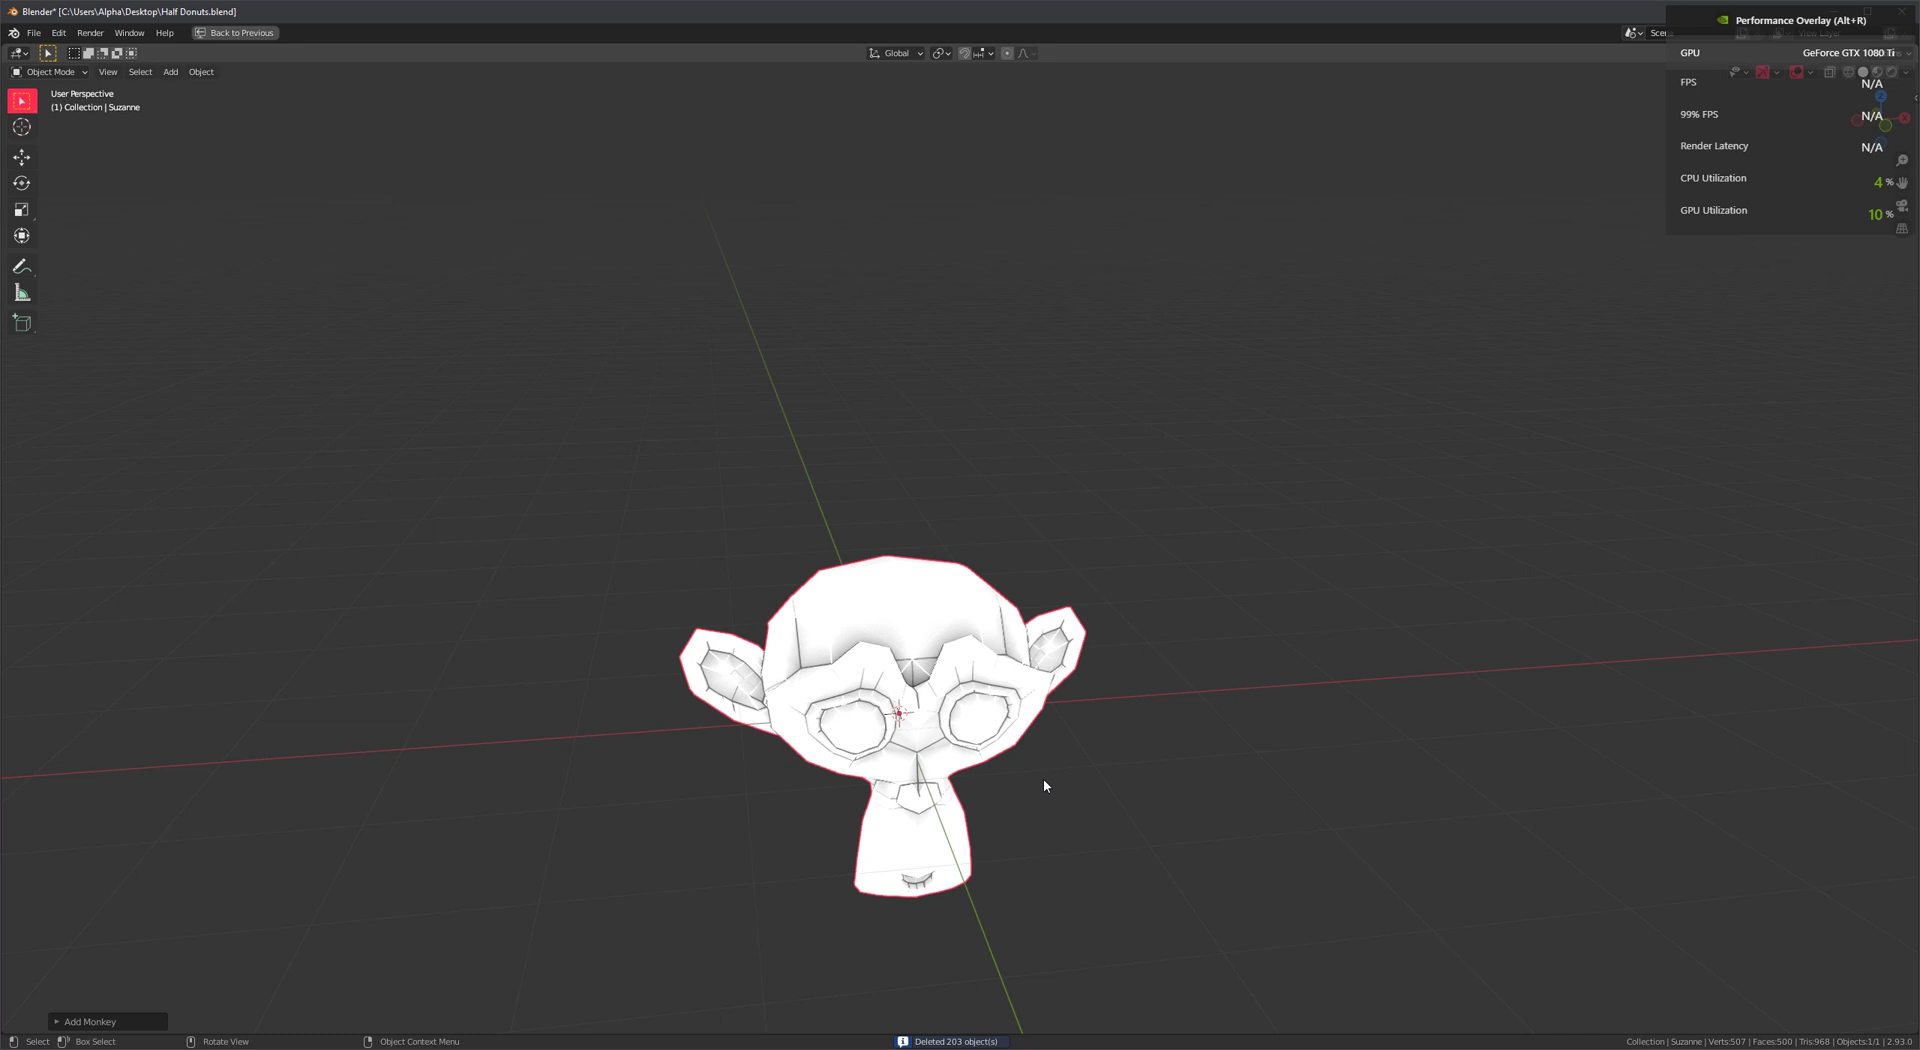 Blender* [C:\Users\Alpha\Desktop\Half Donuts.blend]
File Edit Render Window Help Back to Previous
Performance Overlay (Alt+R)
Scene
View Layer
Global
GPU GeForce GTX 1080 Ti
Object Mode View Select Add Object
FPS N/A
User Perspective
(1) Collection | Suzanne
99% FPS N/A
Render Latency N/A
CPU Utilization 4 %
GPU Utilization 10 %
Add Monkey
Select Box Select Rotate View Object Context Menu Deleted 203 object(s) Collection | Suzanne | Verts:507 | Faces:500 | Tris:968 | Objects:1/1 | 2.93.0